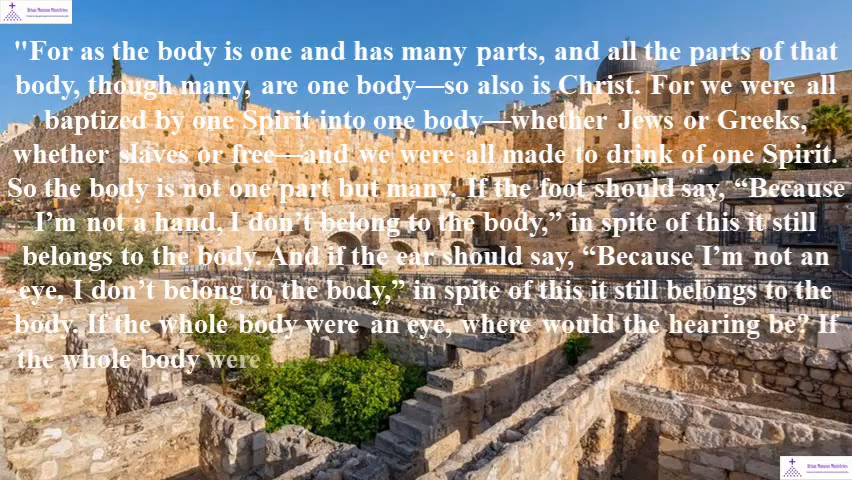 Brian Monzon Ministries
"For as the body is one and has many parts, and all the parts of that
body, though many, are one body—so also is Christ. For we were all
baptized by one Spirit into one body—whether Jews or Greeks,
whether slaves or free—and we were all made to drink of one Spirit.
So the body is not one part but many. If the foot should say, “Because
I’m not a hand, I don’t belong to the body,” in spite of this it still
belongs to the body. And if the ear should say, “Because I’m not an
eye, I don’t belong to the body,” in spite of this it still belongs to the
body. If the whole body were an eye, where would the hearing be? If
the whole body were
Brian Monzon Ministries